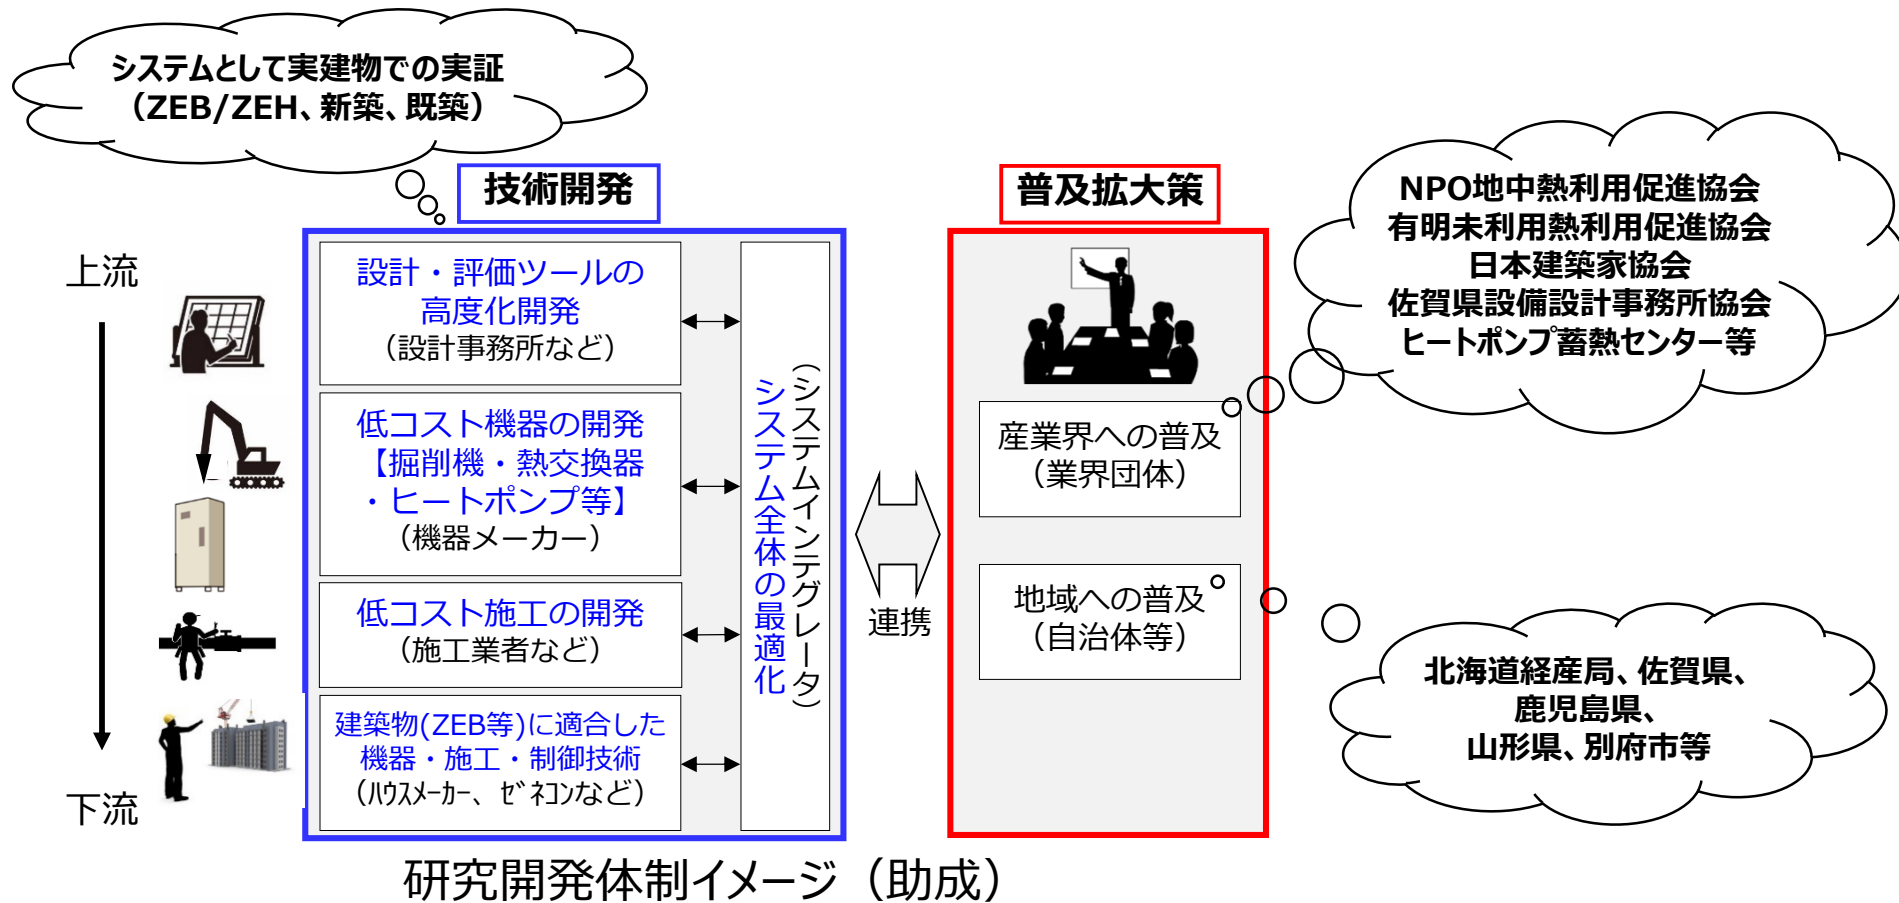 システムとして実建物での実証
（ZEB/ZEH、新築、既築）
技術開発
普及拡大策
上流
下流
設計・評価ツールの
高度化開発
（設計事務所など）
低コスト機器の開発
【掘削機・熱交換器
・ヒートポンプ等】
（機器メーカー）
低コスト施工の開発
（施工業者など）
建築物(ZEB等)に適合した
機器・施工・制御技術
（ﾊｳｽﾒｰｶｰ、ｾﾞﾈｺﾝなど）
（システムインテグレータ）
システム全体の最適化
連携
産業界への普及
（業界団体）
地域への普及
（自治体等）
NPO地中熱利用促進協会
有明未利用熱利用促進協会
日本建築家協会
佐賀県設備設計事務所協会
ヒートポンプ蓄熱センター等
北海道経産局、佐賀県、
鹿児島県、
山形県、別府市等
研究開発体制イメージ（助成）